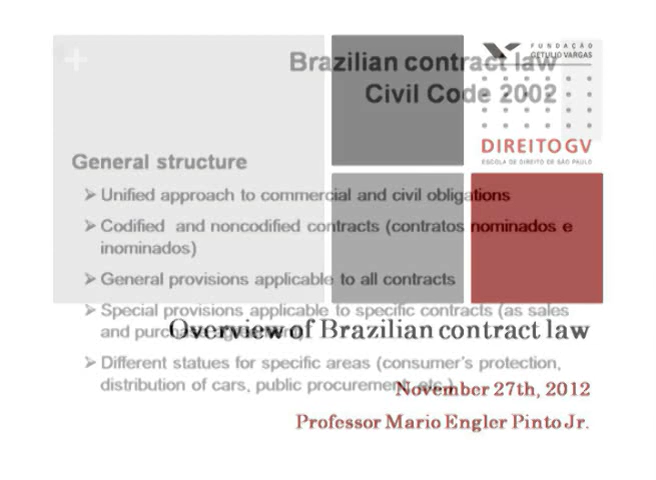 +
Brazilian contract law
Civil Code 2002
FUNDAÇÃO
GETULIO VARGAS
DIREITO GV
ESCOLA DE DIREITO DE SÃO PAULO
General structure
➤ Unified approach to commercial and civil obligations
➤ Codified and noncodified contracts (contratos nominados e
inominados)
➤ General provisions applicable to all contracts
➤ Special provisions applicable to specific contracts (as sales
and purchase
Overview of Brazilian contract law
➤ Different statues for specific areas (consumer's protection,
distribution of cars, public procurement, etc.)
November 27th, 2012
Professor Mario Engler Pinto Jr.